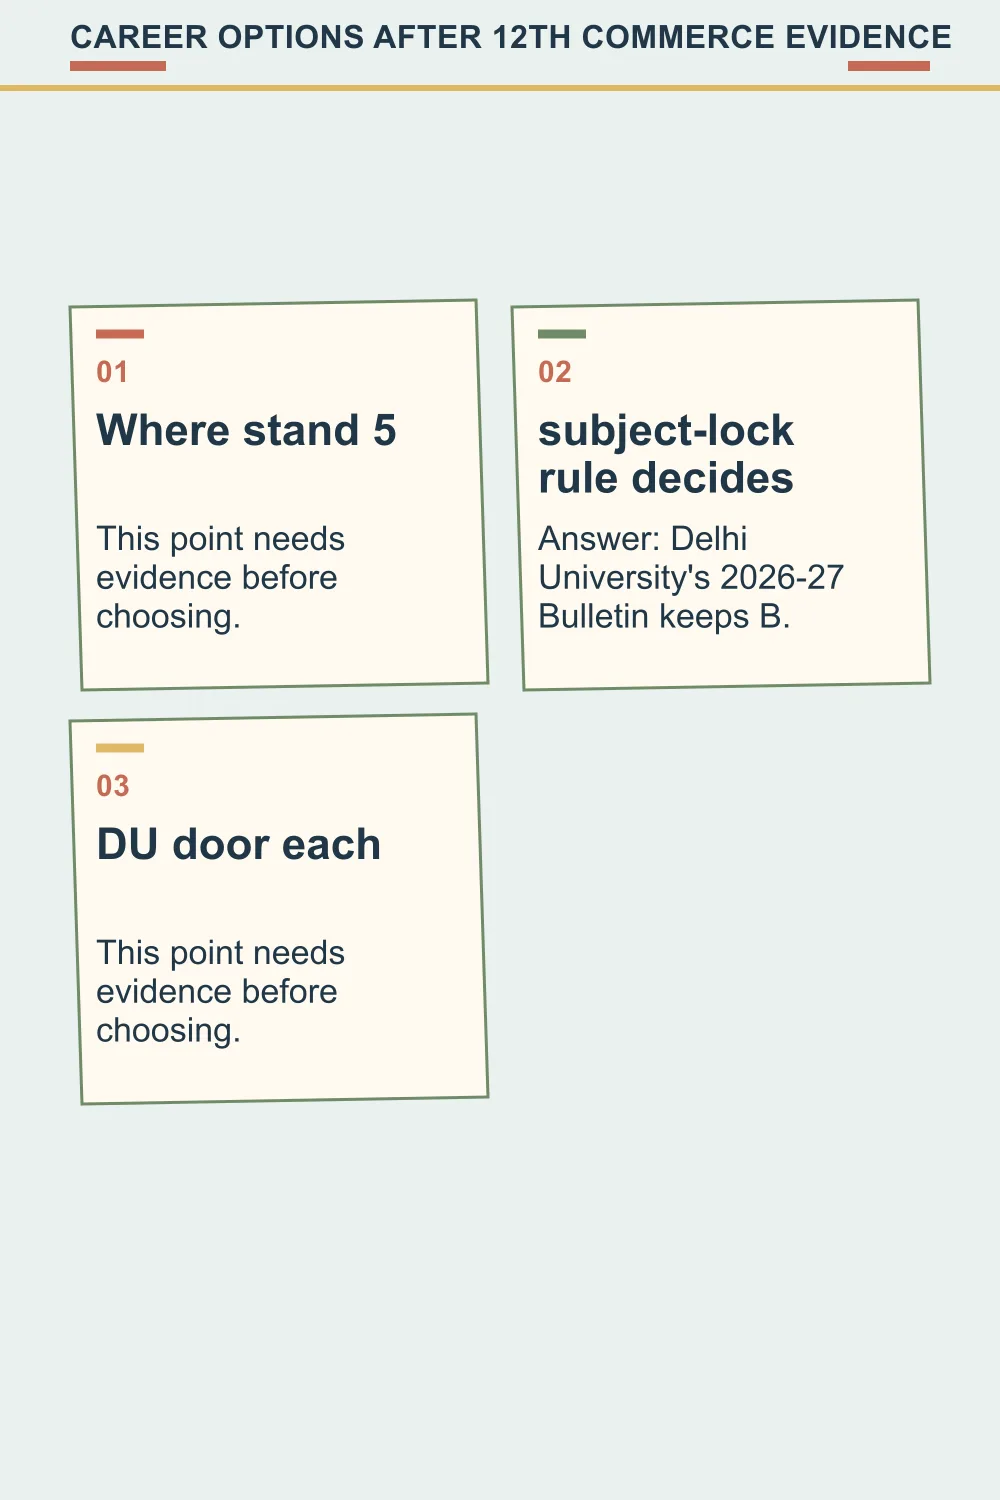 CAREER OPTIONS AFTER 12TH COMMERCE EVIDENCE
01
Where stand 5
This point needs
evidence before
choosing.
02
subject-lock
rule decides
Answer: Delhi
University's 2026-27
Bulletin keeps B.
03
DU door each
This point needs
evidence before
choosing.